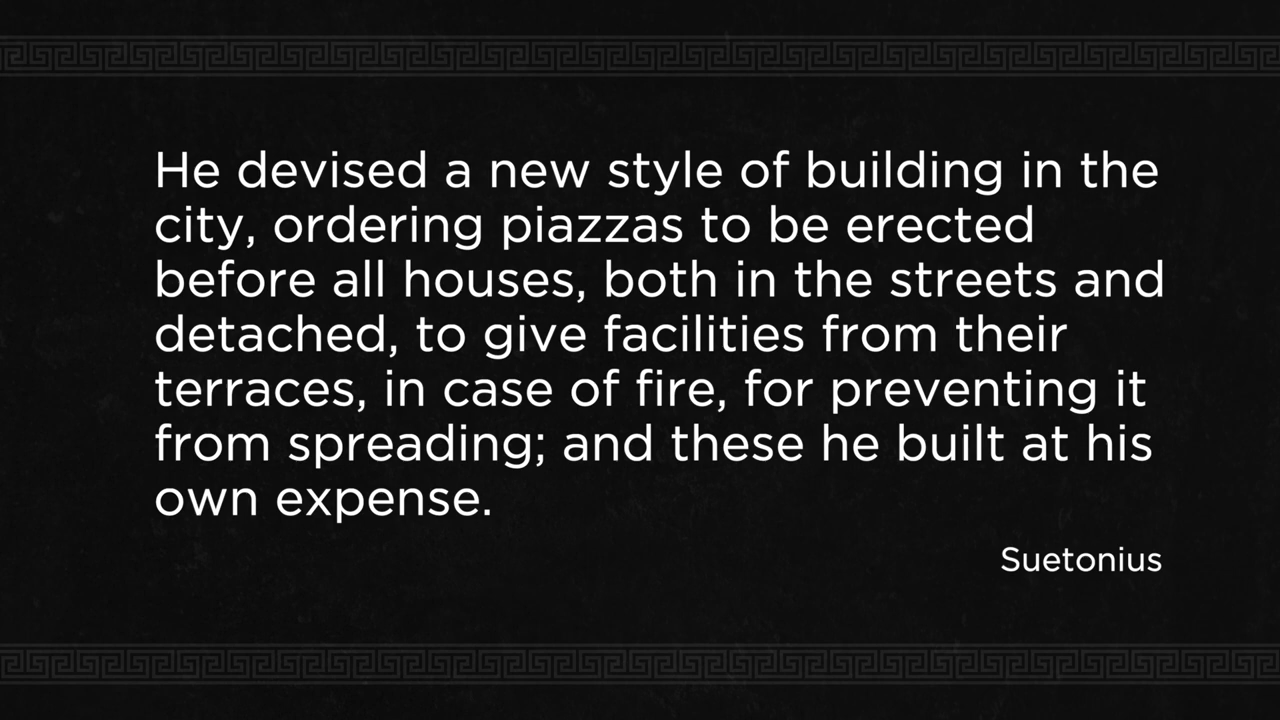 He devised a new style of building in the
city, ordering piazzas to be erected
before all houses, both in the streets and
detached, to give facilities from their
terraces, in case of fire, for preventing it
from spreading; and these he built at his
own expense.
Suetonius